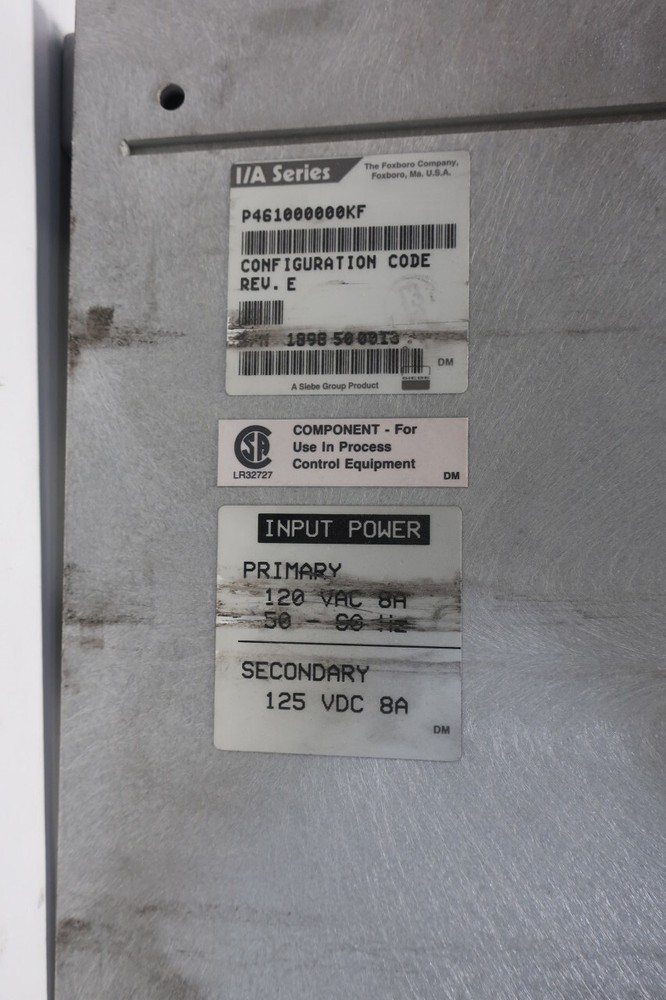 I/A Series
The Foxboro Company,
Foxboro, Ma. U.S.A.
P461000000KF
CONFIGURATION CODE
REV. E
1898 50 0013
DM
A Siebe Group Product
SA
LR32727
COMPONENT - For
Use In Process
Control Equipment
DM
INPUT POWER
PRIMARY
120 VAC 8A
50 - 60 Hz
SECONDARY
125 VDC 8A
DM